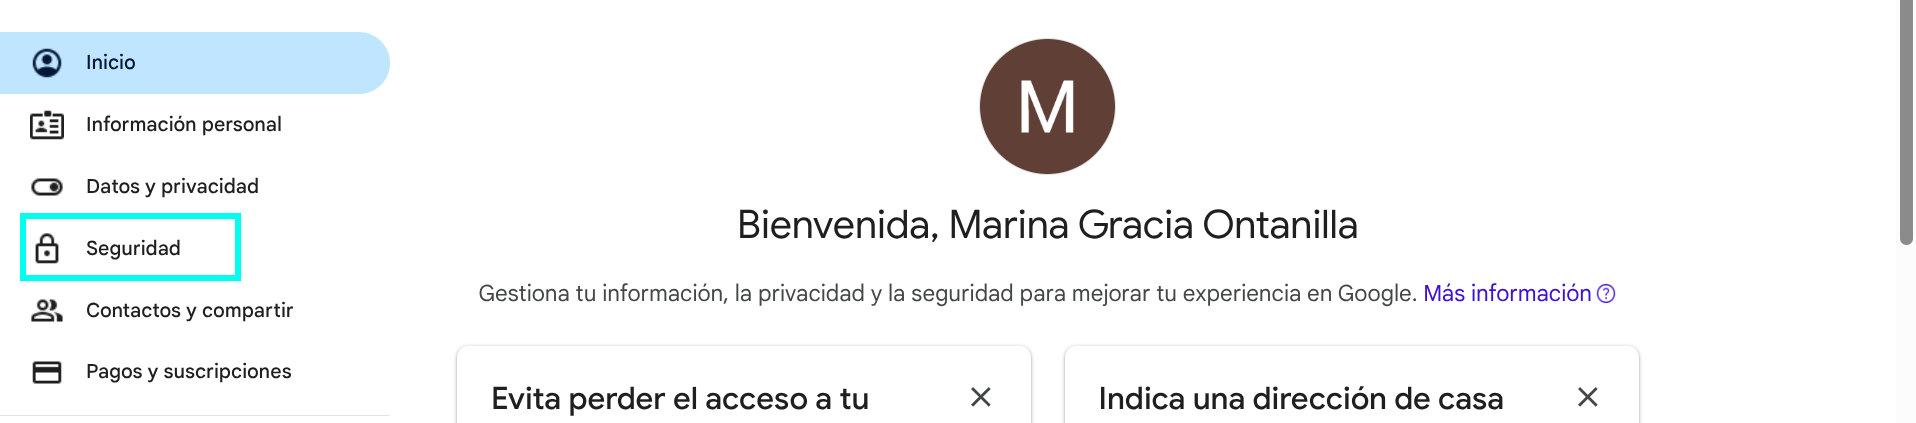 Inicio
Información personal
Datos y privacidad
Seguridad
Contactos y compartir
Pagos y suscripciones
M
Bienvenida, Marina Gracia Ontanilla
Gestiona tu información, la privacidad y la seguridad para mejorar tu experiencia en Google. Más información
Evita perder el acceso a tu
Indica una dirección de casa